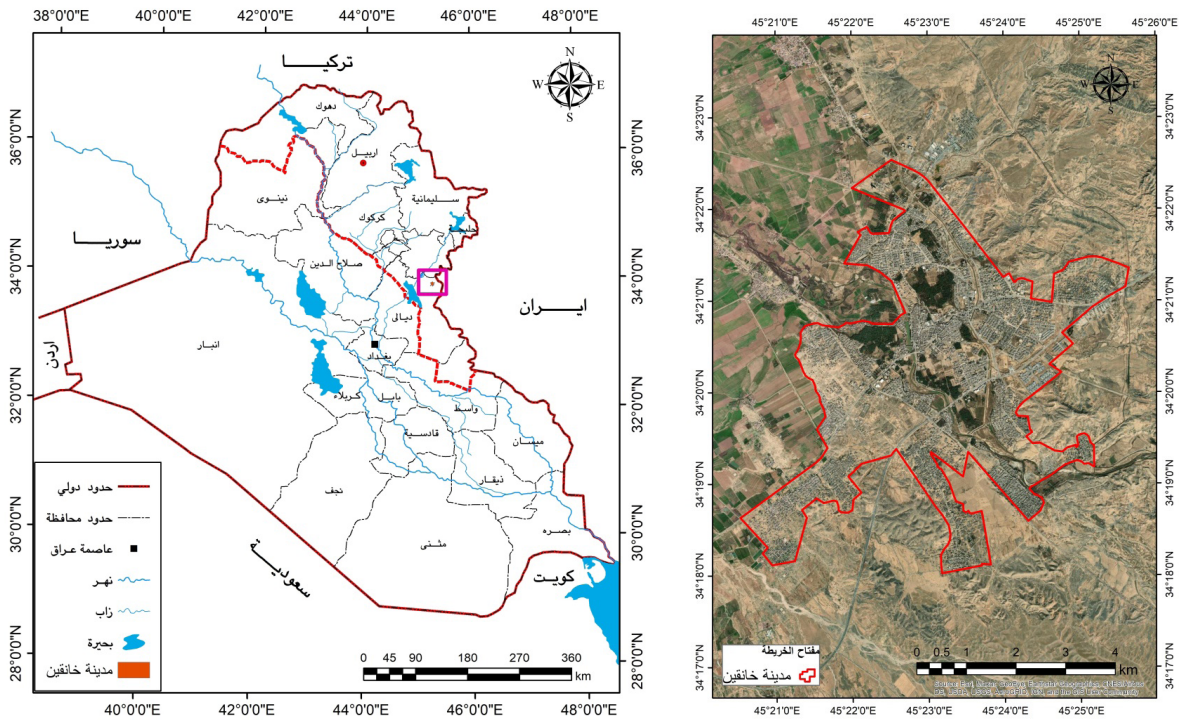 38°0'0"E 40°0'0"E 42°0'0"E 44°0'0"E 46°0'0"E 48°0'0"E
36°0'0"N
34°0'0"N
32°0'0"N
30°0'0"N
28°0'0"N
N
W E
S
تركيا
سوريا
ايران
اردن
سعودية
كويت
دهوك
اربيل
نينوى
سليمانية
كركوك
حلبجة
صلاح الدين
ديالى
انبار
بغداد
كربلاء
بابل
واسط
قادسية
ميسان
نجف
ذيقار
مثنى
بصره
حدود دولي
حدود محافظة
عاصمة عراق
نهر
زاب
بحيرة
مدينة خانقين
0 45 90 180 270 360
km
36°0'0"N
34°0'0"N
32°0'0"N
30°0'0"N
28°0'0"N
40°0'0"E 42°0'0"E 44°0'0"E 46°0'0"E 48°0'0"E
45°21'0"E 45°22'0"E 45°23'0"E 45°24'0"E 45°25'0"E 45°26'0"E
34°23'0"N
34°22'0"N
34°21'0"N
34°20'0"N
34°19'0"N
34°18'0"N
34°17'0"N
N
W E
S
مفتاح الخريطة
مدينة خانقين
0 0.5 1 2 3 4
km
34°23'0"N
34°22'0"N
34°21'0"N
34°20'0"N
34°19'0"N
34°18'0"N
34°17'0"N
45°21'0"E 45°22'0"E 45°23'0"E 45°24'0"E 45°25'0"E 45°26'0"E